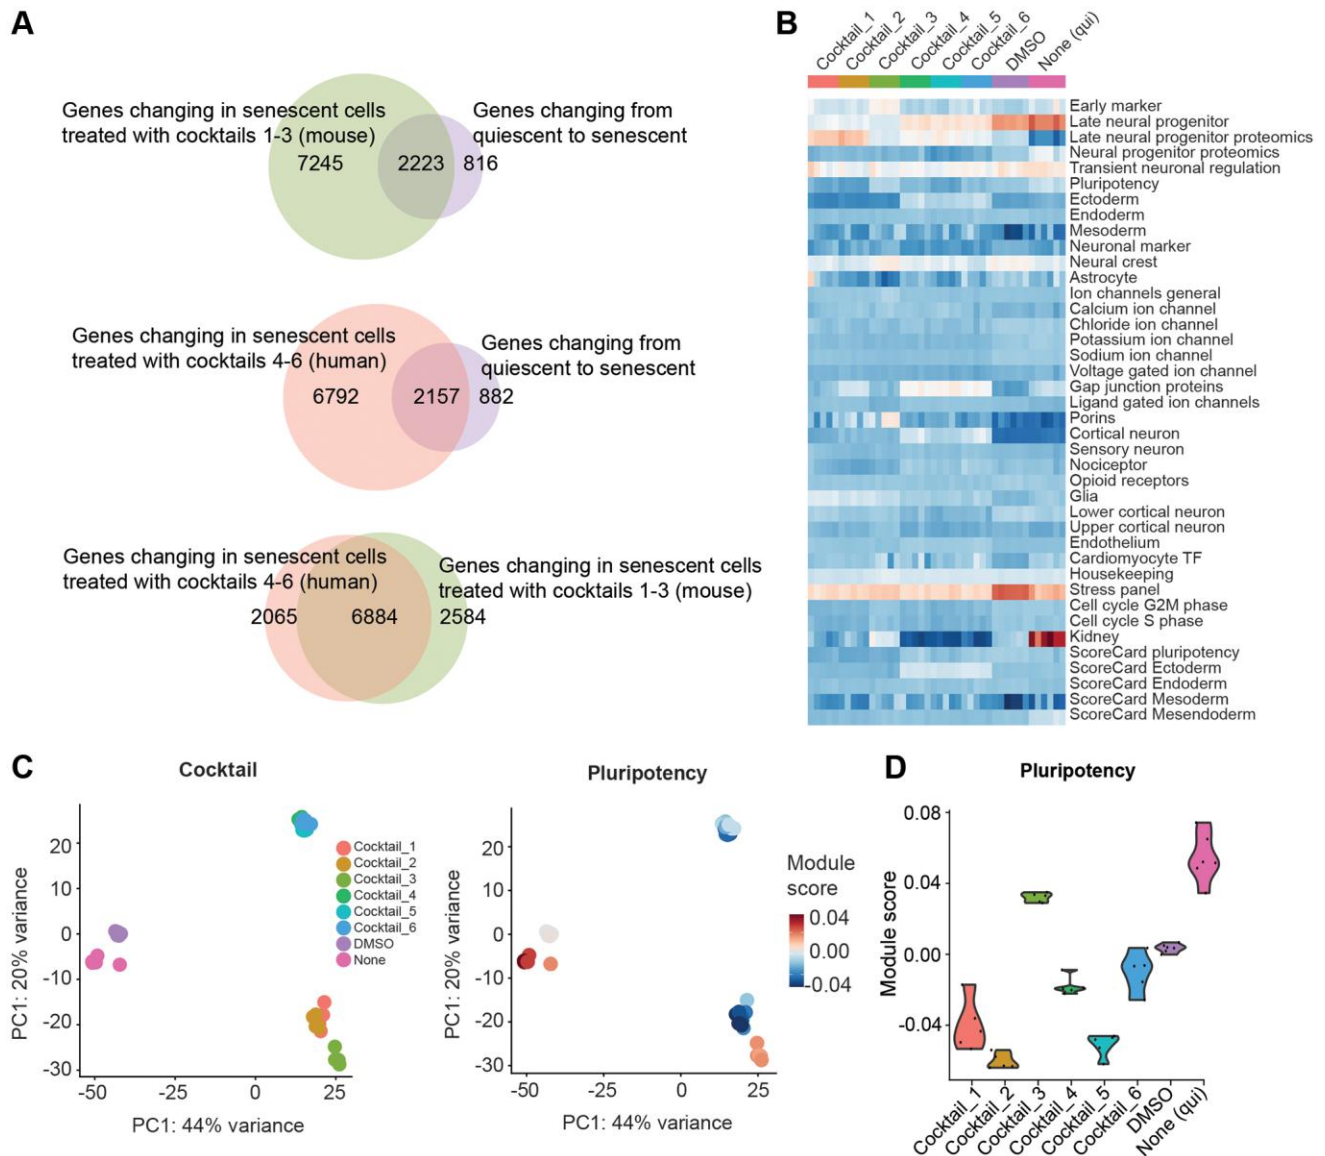 A
Genes changing in senescent cells
treated with cocktails 1-3 (mouse)
Genes changing from
quiescent to senescent
7245
2223
816
Genes changing in senescent cells
treated with cocktails 4-6 (human)
Genes changing from
quiescent to senescent
6792
2157
882
Genes changing in senescent cells
treated with cocktails 4-6 (human)
Genes changing in senescent cells
treated with cocktails 1-3 (mouse)
2065
6884
2584
B
Cocktail_1
Cocktail_2
Cocktail_3
Cocktail_4
Cocktail_5
Cocktail_6
DMSO
None (qui)
Early marker
Late neural progenitor
Late neural progenitor proteomics
Neural progenitor proteomics
Transient neuronal regulation
Pluripotency
Ectoderm
Endoderm
Mesoderm
Neuronal marker
Neural crest
Astrocyte
Ion channels general
Calcium ion channel
Chloride ion channel
Potassium ion channel
Sodium ion channel
Voltage gated ion channel
Gap junction proteins
Ligand gated ion channels
Porins
Cortical neuron
Sensory neuron
Nociceptor
Opioid receptors
Glia
Lower cortical neuron
Upper cortical neuron
Endothelium
Cardiomyocyte TF
Housekeeping
Stress panel
Cell cycle G2M phase
Cell cycle S phase
Kidney
ScoreCard pluripotency
ScoreCard Ectoderm
ScoreCard Endoderm
ScoreCard Mesoderm
ScoreCard Mesendoderm
C
Cocktail
PC1: 20% variance
20
10
0
-10
-20
-30
-50
-25
0
25
PC1: 44% variance
Cocktail_1
Cocktail_2
Cocktail_3
Cocktail_4
Cocktail_5
Cocktail_6
DMSO
None
Pluripotency
PC1: 20% variance
20
10
0
-10
-20
-30
-50
-25
0
25
PC1: 44% variance
Module
score
0.04
0.00
-0.04
D
Pluripotency
Module score
0.08
0.04
0.00
-0.04
Cocktail_1
Cocktail_2
Cocktail_3
Cocktail_4
Cocktail_5
Cocktail_6
DMSO
None (qui)